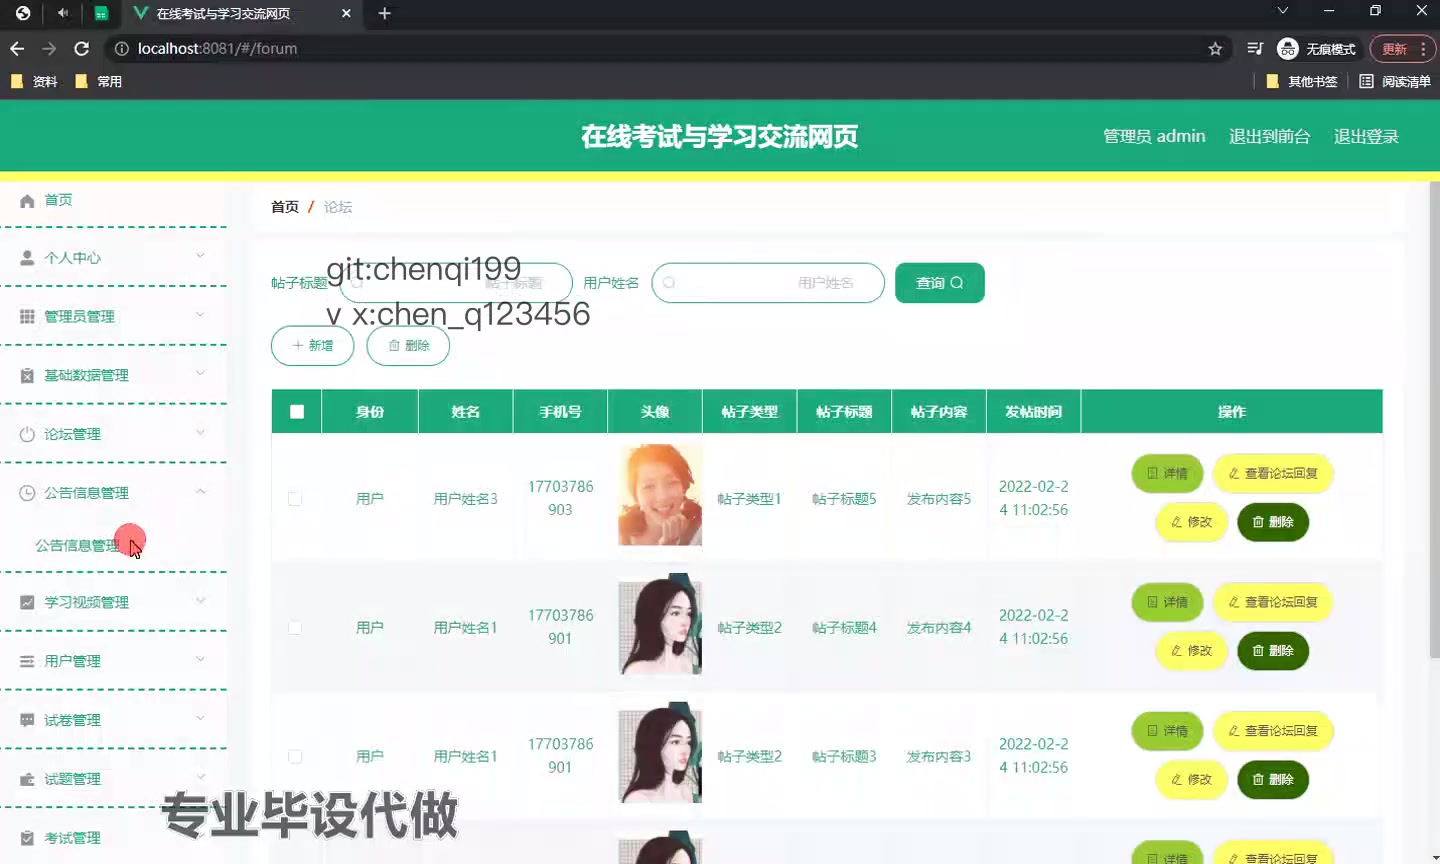 在线考试与学习交流网页
localhost:8081/#/forum
无痕模式
更新
资料
常用
其他书签
阅读清单
在线考试与学习交流网页
管理员 admin
退出到前台
退出登录
首页
个人中心
管理员管理
基础数据管理
论坛管理
公告信息管理
公告信息管理
学习视频管理
用户管理
试卷管理
试题管理
考试管理
首页 / 论坛
帖子标题
帖子标题
用户姓名
用户姓名
查询
git:chenqi199
v x:chen_q123456
新增
删除
身份 姓名 手机号 头像 帖子类型 帖子标题 帖子内容 发帖时间 操作
用户 用户姓名3 17703786903 帖子类型1 帖子标题5 发布内容5 2022-02-24 11:02:56
详情 查看论坛回复
修改 删除
用户 用户姓名1 17703786901 帖子类型2 帖子标题4 发布内容4 2022-02-24 11:02:56
详情 查看论坛回复
修改 删除
用户 用户姓名1 17703786901 帖子类型2 帖子标题3 发布内容3 2022-02-24 11:02:56
详情 查看论坛回复
修改 删除
详情 查看论坛回复
专业毕设代做